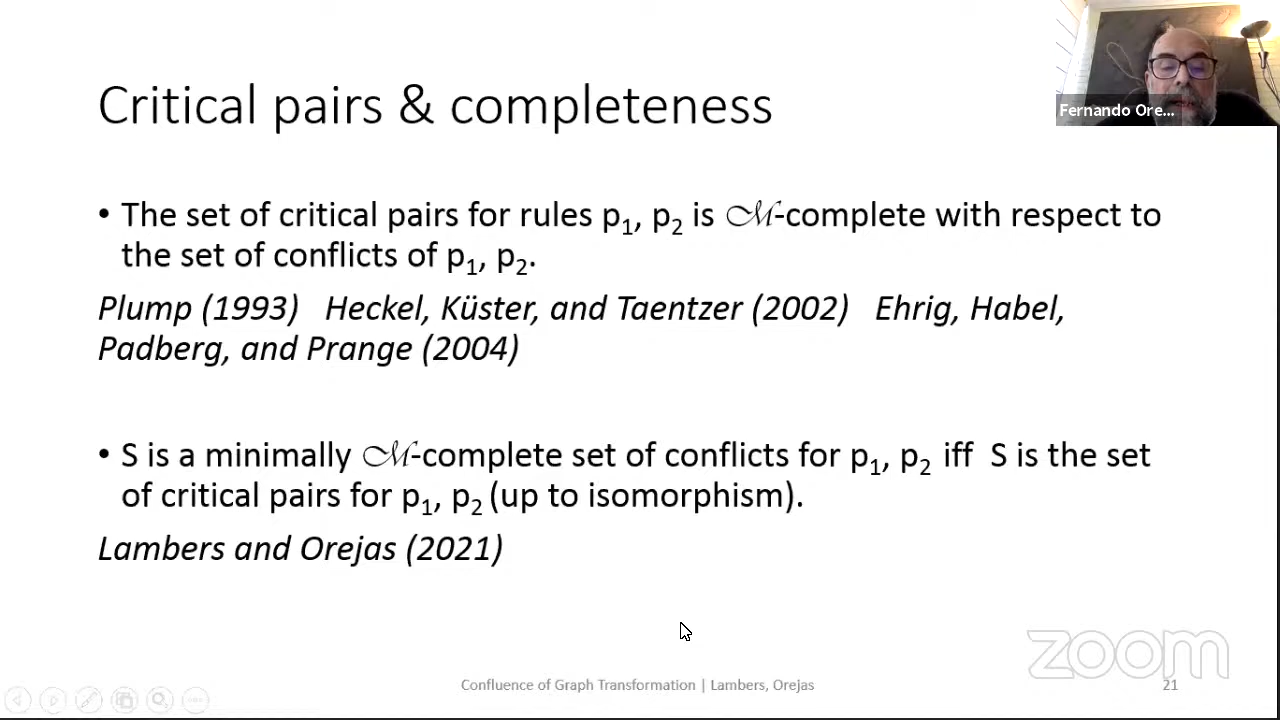 Critical pairs & completeness
Fernando Ore...
• The set of critical pairs for rules p₁, p₂ is ℳ-complete with respect to
the set of conflicts of p₁, p₂.
Plump (1993) Heckel, Küster, and Taentzer (2002) Ehrig, Habel,
Padberg, and Prange (2004)
• S is a minimally ℳ-complete set of conflicts for p₁, p₂ iff S is the set
of critical pairs for p₁, p₂ (up to isomorphism).
Lambers and Orejas (2021)
zoom
Confluence of Graph Transformation | Lambers, Orejas
21